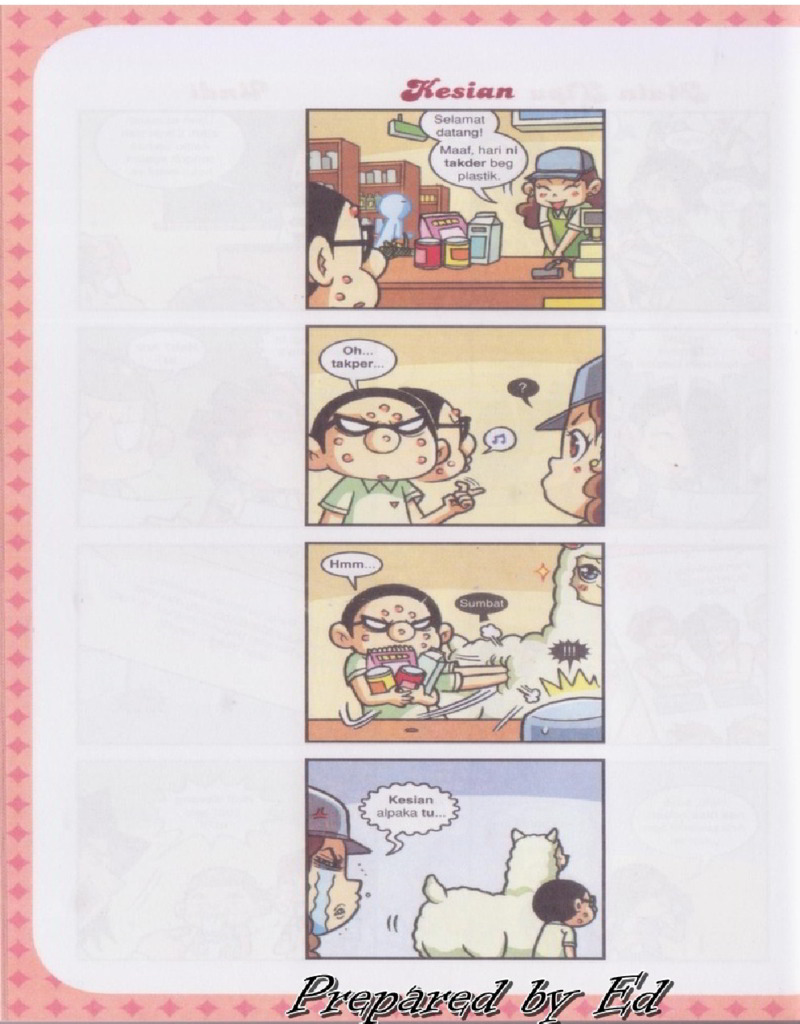 Kesian
Selamat
datang!
Maaf, hari ni
takder beg
plastik.
Oh...
takper...
?
Hmm...
Sumbat
!!!
Kesian
alpaka tu...
Prepared by Ed